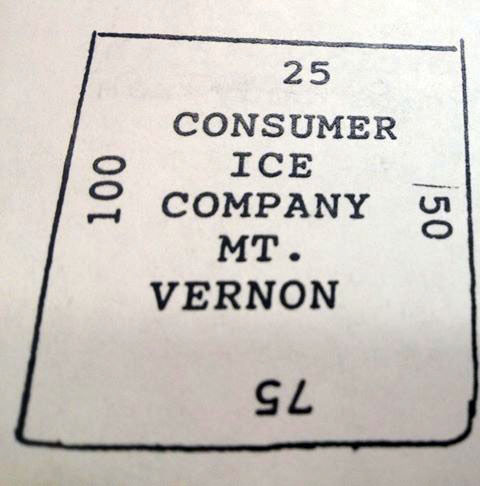 25
CONSUMER
ICE
100
COMPANY
50
MT.
VERNON
75